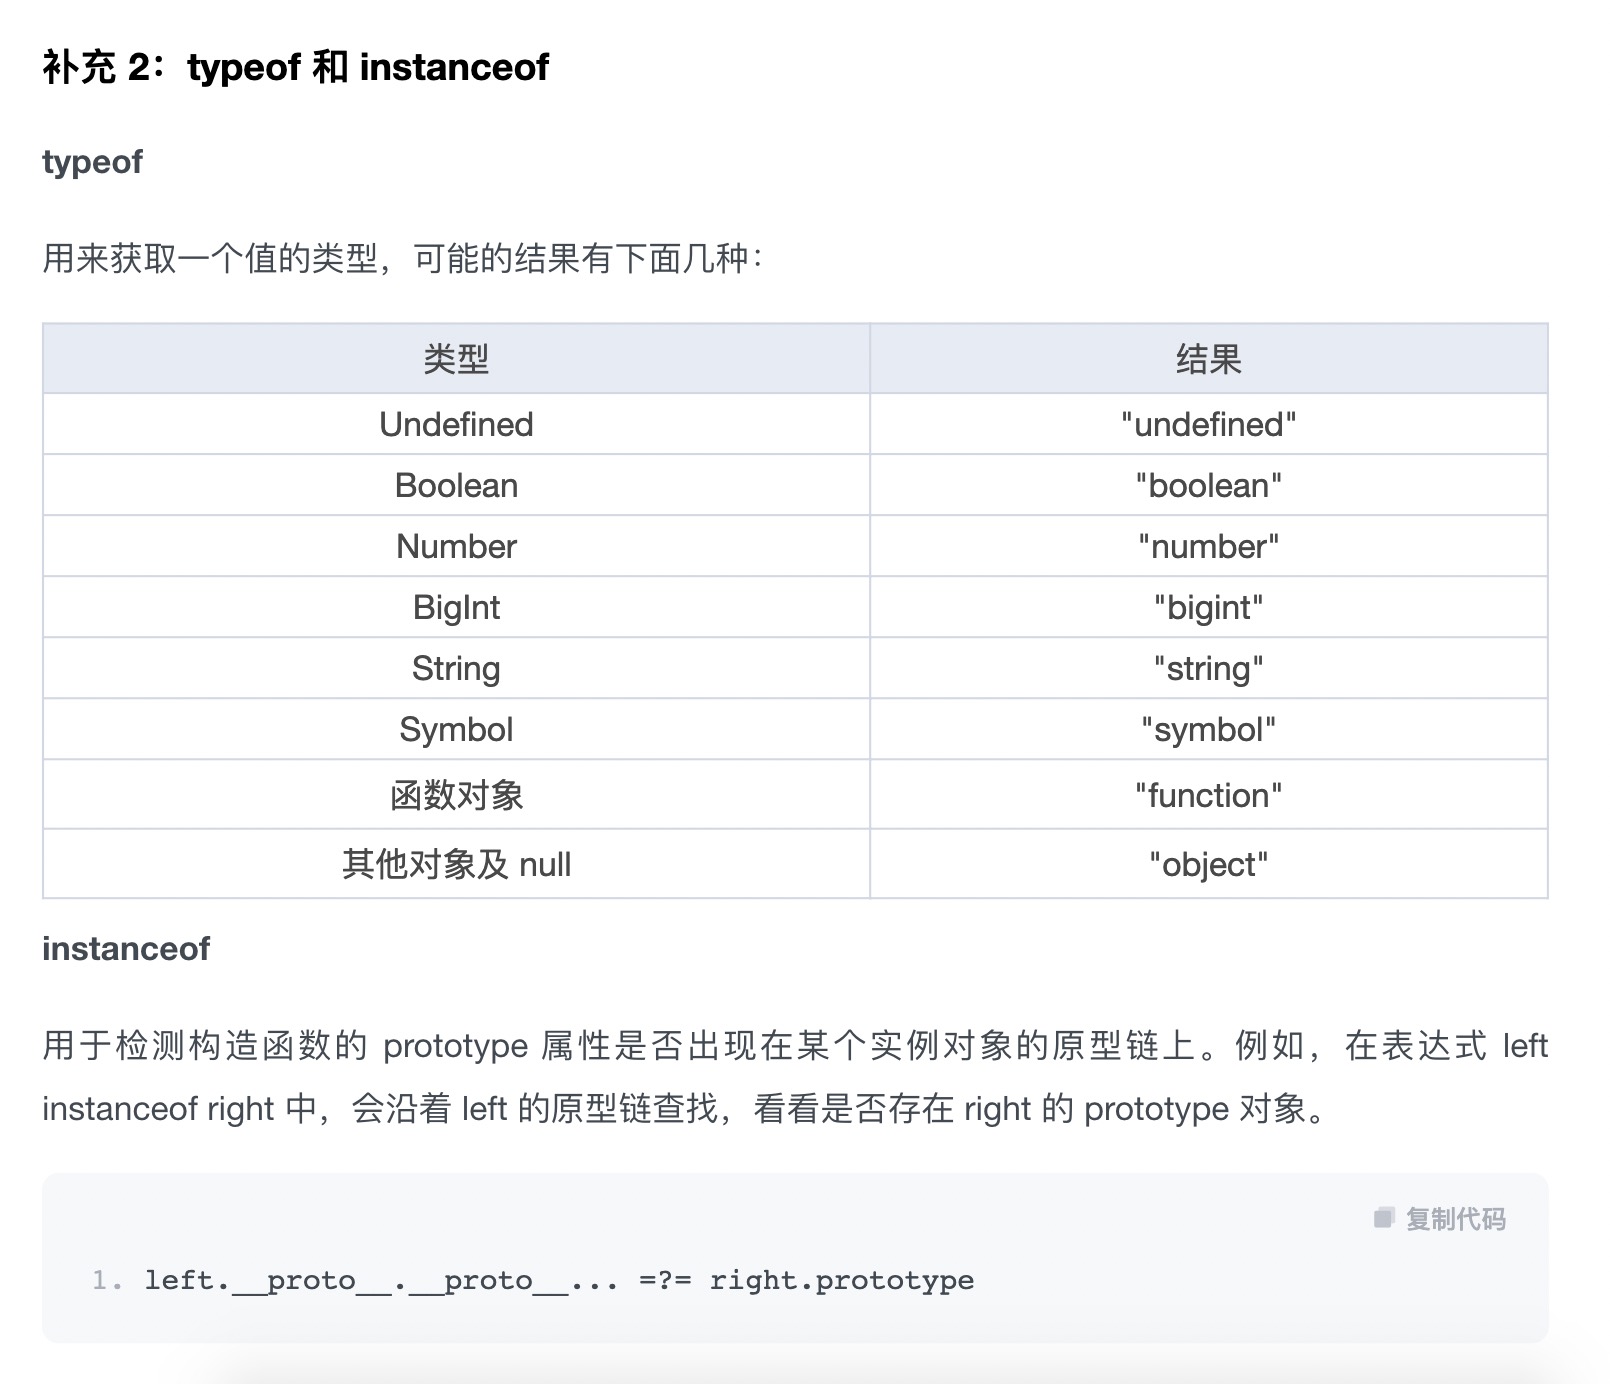 补充 2：typeof 和 instanceof
typeof
用来获取一个值的类型，可能的结果有下面几种：
类型 结果
Undefined "undefined"
Boolean "boolean"
Number "number"
BigInt "bigint"
String "string"
Symbol "symbol"
函数对象 "function"
其他对象及 null "object"
instanceof
用于检测构造函数的 prototype 属性是否出现在某个实例对象的原型链上。例如，在表达式 left
instanceof right 中，会沿着 left 的原型链查找，看看是否存在 right 的 prototype 对象。
复制代码
1. left.__proto__.__proto__... =?= right.prototype